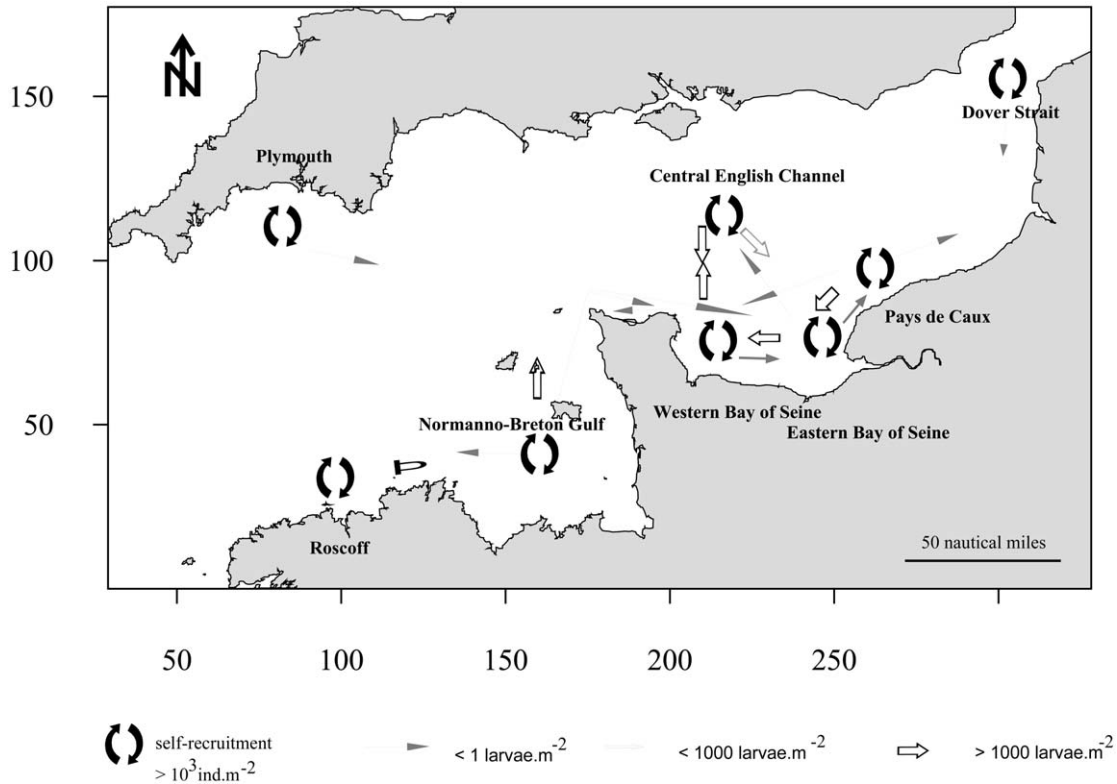 N
150
Dover Strait
Plymouth
Central English Channel
100
Pays de Caux
Western Bay of Seine
50
Normanno-Breton Gulf
Eastern Bay of Seine
Roscoff
50 nautical miles
50 100 150 200 250
self-recruitment
> 10³ind.m⁻²
< 1 larvae.m⁻²
< 1000 larvae.m⁻²
> 1000 larvae.m⁻²